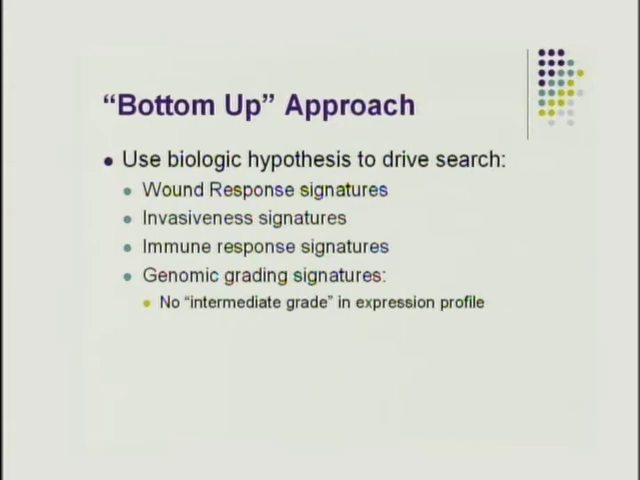 “Bottom Up” Approach
Use biologic hypothesis to drive search:
Wound Response signatures
Invasiveness signatures
Immune response signatures
Genomic grading signatures:
No “intermediate grade” in expression profile